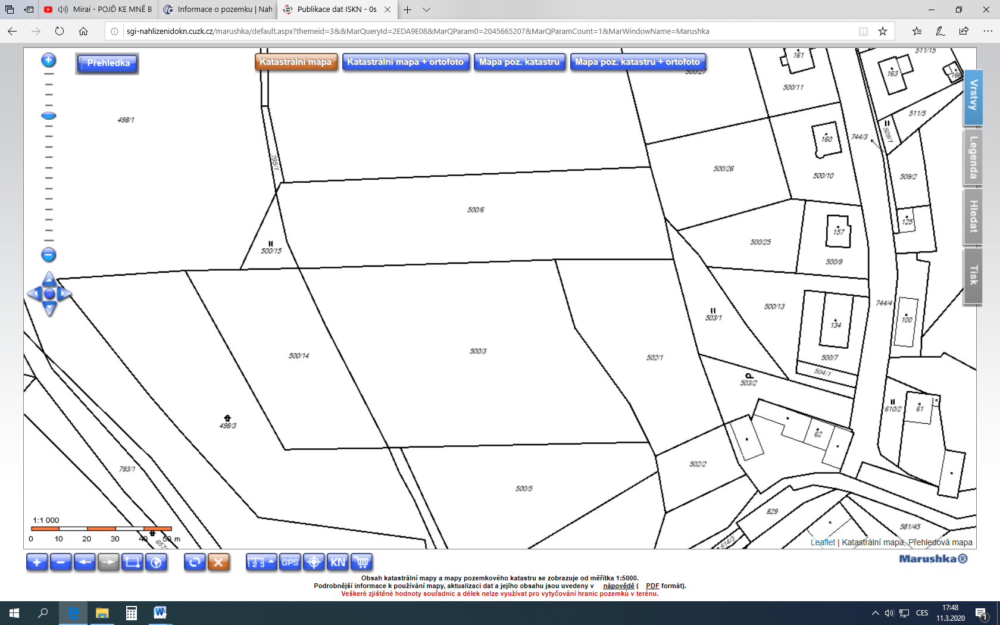 Mirai - POJĎ KE MNĚ B
Informace o pozemku | Nah
Publikace dat ISKN - 0s
sgi-nahlizenidokn.cuzk.cz/marushka/default.aspx?themeid=3&&MarQueryId=2EDA9E08&MarQParam0=2045665207&MarQParamCount=1&MarWindowName=Marushka
Přehledka
Katastrální mapa
Katastrální mapa + ortofoto
Mapa poz. katastru
Mapa poz. katastru + ortofoto
Vrstvy
Legenda
Hledat
Tisk
161
511/15
163
500/27
500/11
511/5
498/1
509/1
160
744/3
795/1
500/26
500/10
509/2
500/6
125
157
500/15
500/25
500/9
500/13
744/4
503/1
134
100
500/14
500/3
502/1
500/7
504/1
503/2
610/2
61
498/3
62
793/1
502/2
500/5
829
581/45
614/3
657
1:1 000
0 10 20 30 40 50 m
Leaflet | Katastrální mapa, Přehledová mapa
1 2 3
GPS
KN
Marushka®
Obsah katastrální mapy a mapy pozemkového katastru se zobrazuje od měřítka 1:5000.
Podrobnější informace k používání mapy, aktualizaci dat a jejího obsahu jsou uvedeny v nápovědě ( PDF formát).
Veškeré zjištěné hodnoty souřadnic a délek nelze využívat pro vytyčování hranic pozemků v terénu.
CES
17:48
11.3.2020
1